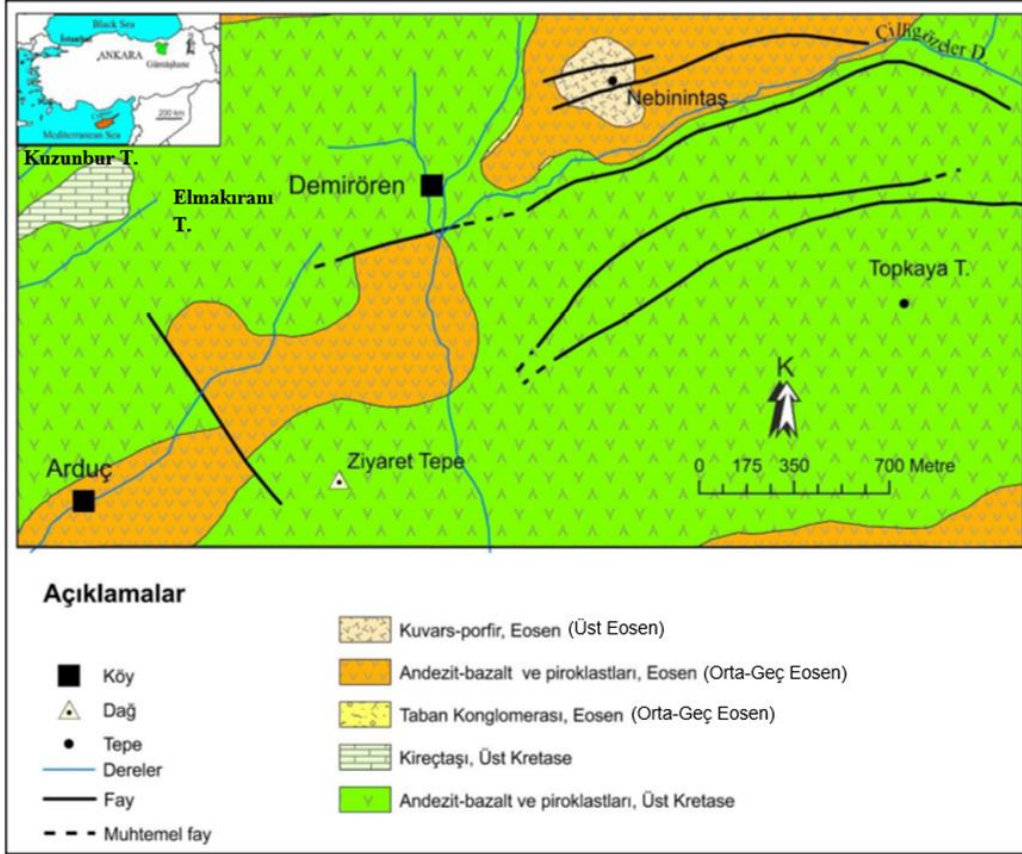 Black Sea
İstanbul
ANKARA
Gümüşhane
200 km
Mediterranean Sea
Kuzunbur T.
Elmakıranı
T.
Demirören
Çilligözeler D.
Nebinintaş
Topkaya T.
K
Arduç
Ziyaret Tepe
0 175 350 700 Metre
Açıklamalar
Köy
Dağ
Tepe
Dereler
Fay
Muhtemel fay
Kuvars-porfir, Eosen (Üst Eosen)
Andezit-bazalt ve piroklastları, Eosen (Orta-Geç Eosen)
Taban Konglomerası, Eosen (Orta-Geç Eosen)
Kireçtaşı, Üst Kretase
Andezit-bazalt ve piroklastları, Üst Kretase